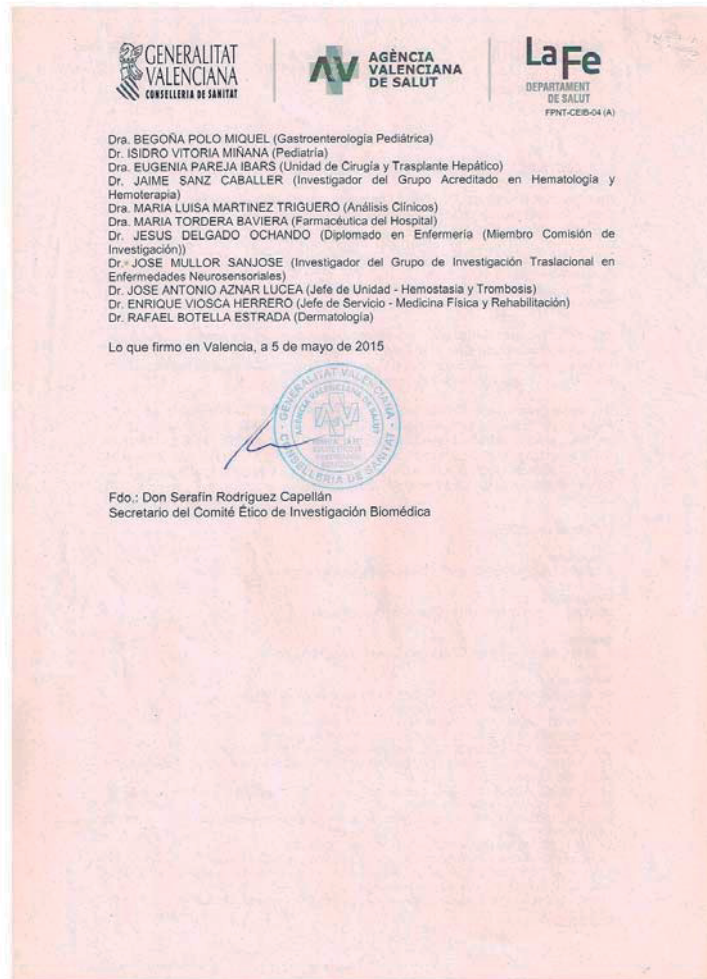 GENERALITAT
VALENCIANA
CONSELLERIA DE SANITAT
AGÈNCIA
VALENCIANA
DE SALUT
La Fe
DEPARTAMENT
DE SALUT
FPNT-CEIB-04 (A)
Dra. BEGOÑA POLO MIQUEL (Gastroenterología Pediátrica)
Dr. ISIDRO VITORIA MIÑANA (Pediatría)
Dra. EUGENIA PAREJA IBARS (Unidad de Cirugía y Trasplante Hepático)
Dr. JAIME SANZ CABALLER (Investigador del Grupo Acreditado en Hematología y
Hemoterapia)
Dra. MARIA LUISA MARTINEZ TRIGUERO (Análisis Clínicos)
Dra. MARIA TORDERA BAVIERA (Farmacéutica del Hospital)
Dr. JESUS DELGADO OCHANDO (Diplomado en Enfermería (Miembro Comisión de
Investigación))
Dr. JOSE MULLOR SANJOSE (Investigador del Grupo de Investigación Traslacional en
Enfermedades Neurosensoriales)
Dr. JOSE ANTONIO AZNAR LUCEA (Jefe de Unidad - Hemostasia y Trombosis)
Dr. ENRIQUE VIOSCA HERRERO (Jefe de Servicio - Medicina Física y Rehabilitación)
Dr. RAFAEL BOTELLA ESTRADA (Dermatología)
Lo que firmo en Valencia, a 5 de mayo de 2015
GENERALITAT VALENCIANA
CONSELLERIA DE SANITAT
AGÈNCIA VALENCIANA DE SALUT
Fdo.: Don Serafín Rodríguez Capellán
Secretario del Comité Ético de Investigación Biomédica